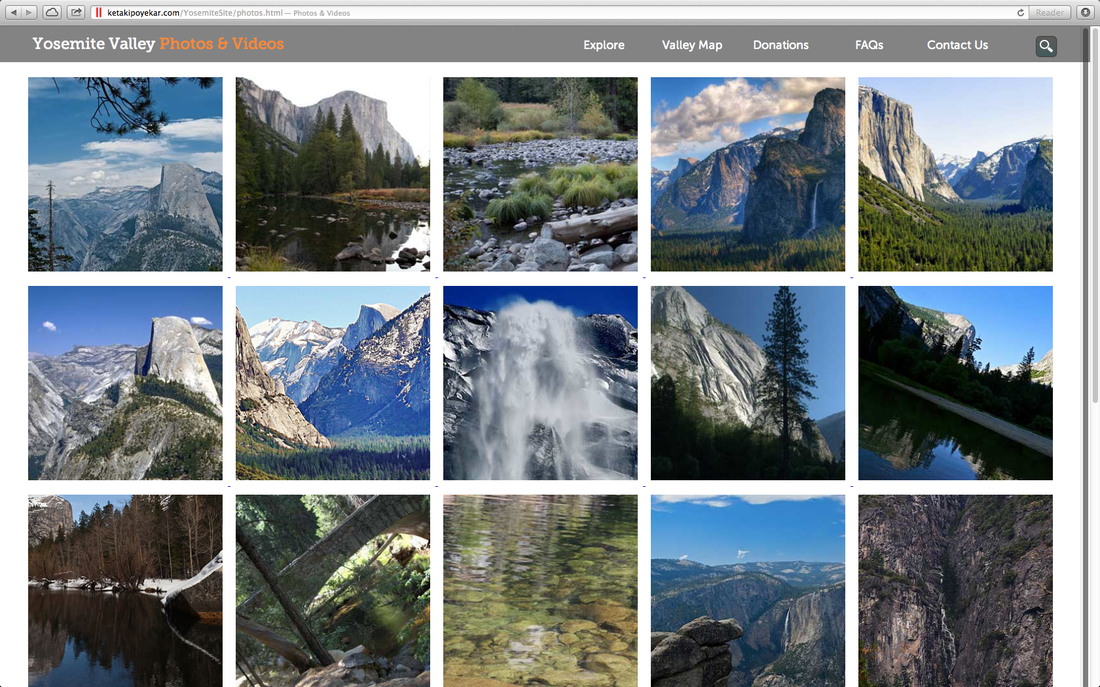 ketakipoyekar.com/YosemiteSite/photos.html — Photos & Videos
Reader
Yosemite Valley Photos & Videos
Explore
Valley Map
Donations
FAQs
Contact Us